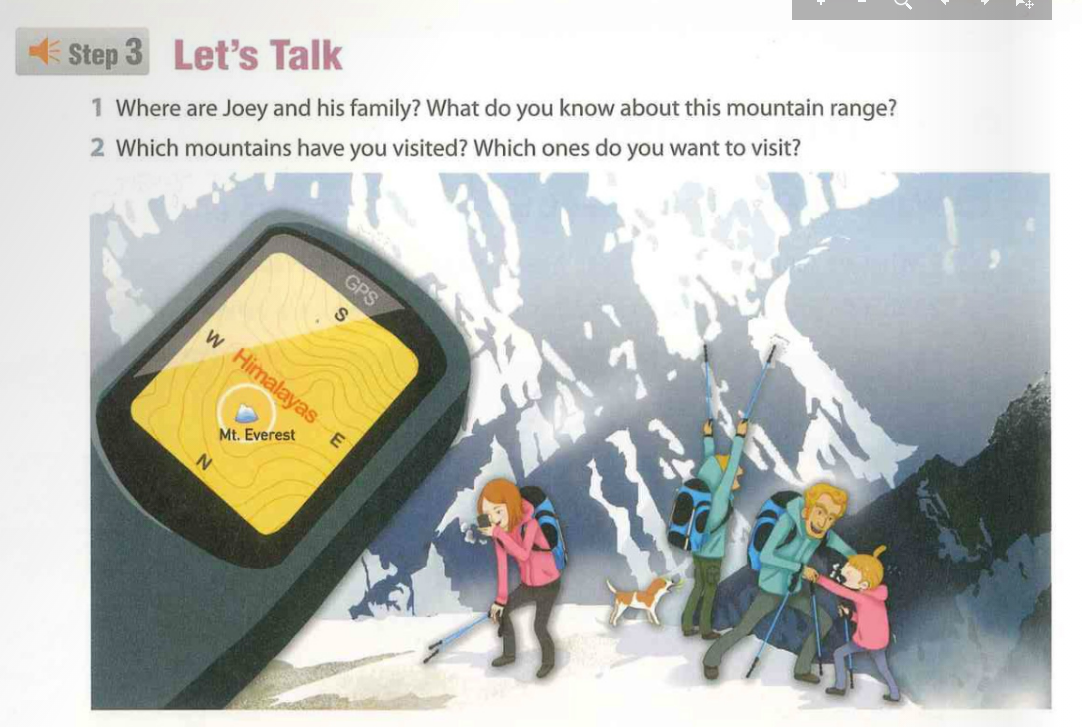 Step 3 Let's Talk
1 Where are Joey and his family? What do you know about this mountain range?
2 Which mountains have you visited? Which ones do you want to visit?
GPS
S
W
Himalayas
Mt. Everest
E
N